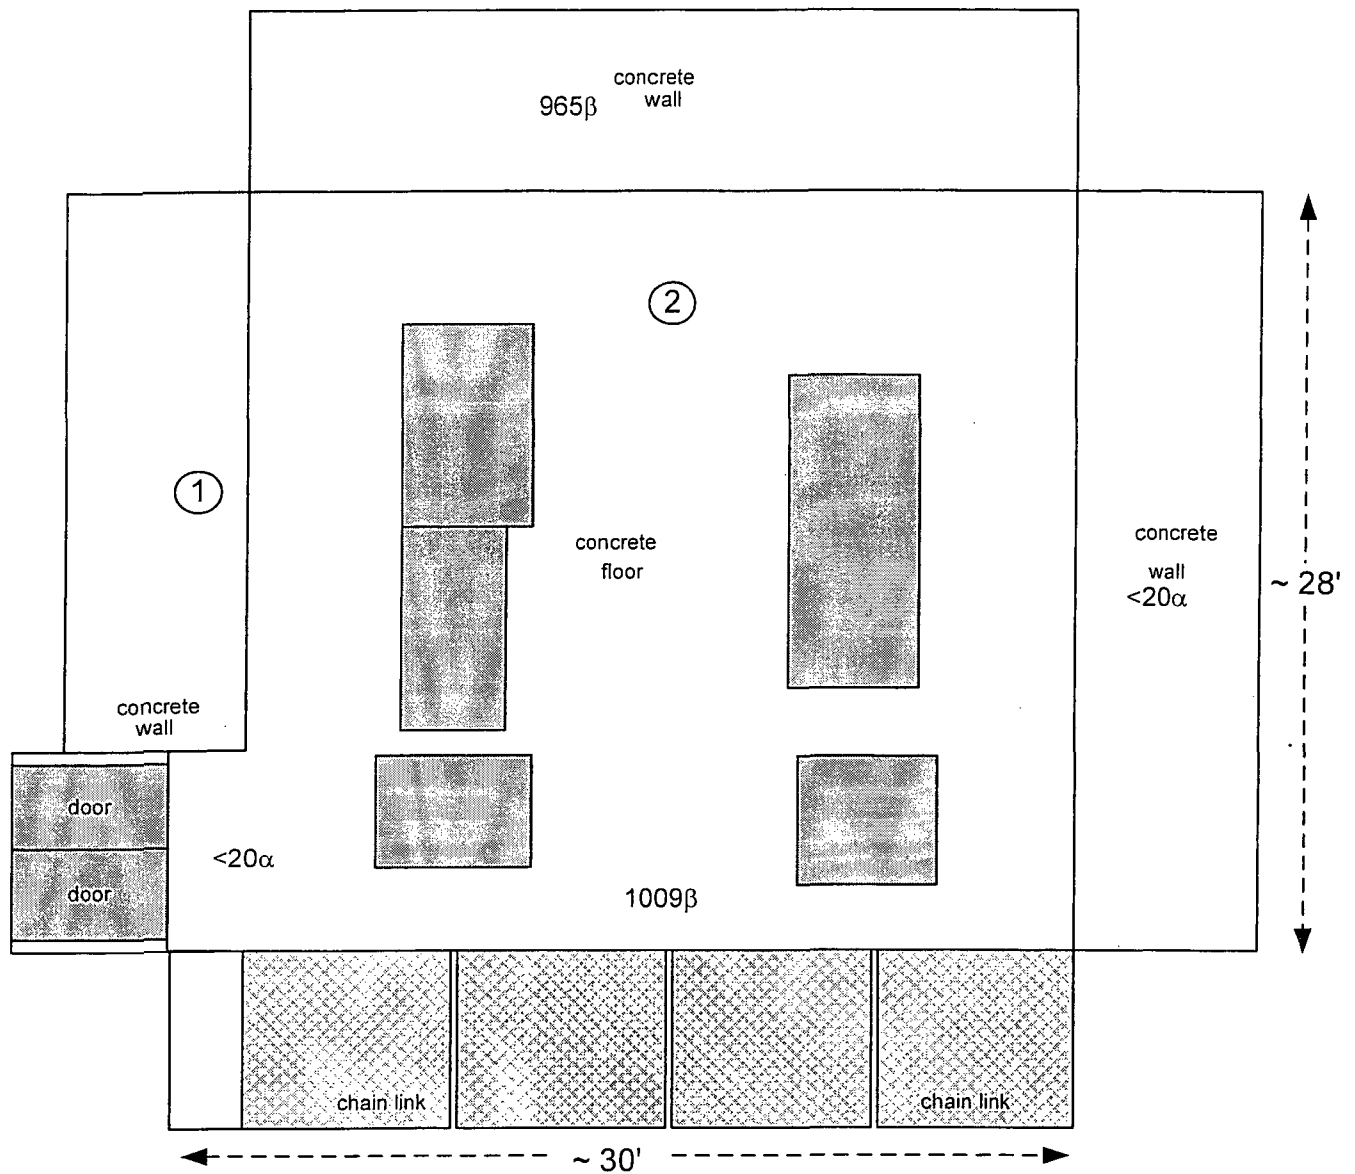 concrete
wall
965β
2
1
concrete
floor
concrete
wall
<20α
~ 28'
concrete
wall
door
door
<20α
1009β
chain link
chain link
~ 30'